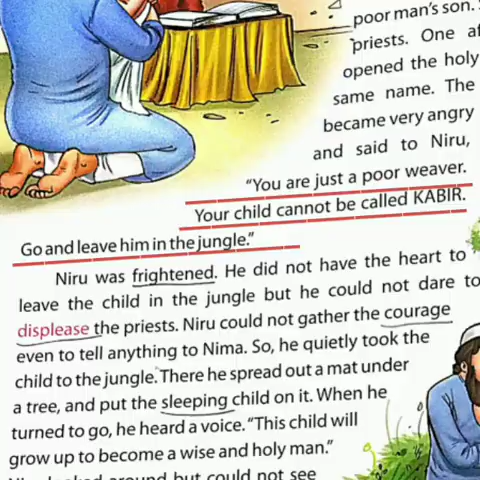 poor man's son.
priests. One
opened the holy
same name. The
became very angry
and said to Niru,
"You are just a poor weaver.
Your child cannot be called KABIR.
Go and leave him in the jungle."
Niru was frightened. He did not have the heart to
leave the child in the jungle but he could not dare to
displease the priests. Niru could not gather the courage
even to tell anything to Nima. So, he quietly took the
child to the jungle. There he spread out a mat under
a tree, and put the sleeping child on it. When he
turned to go, he heard a voice. "This child will
grow up to become a wise and holy man."
looked around but could not see